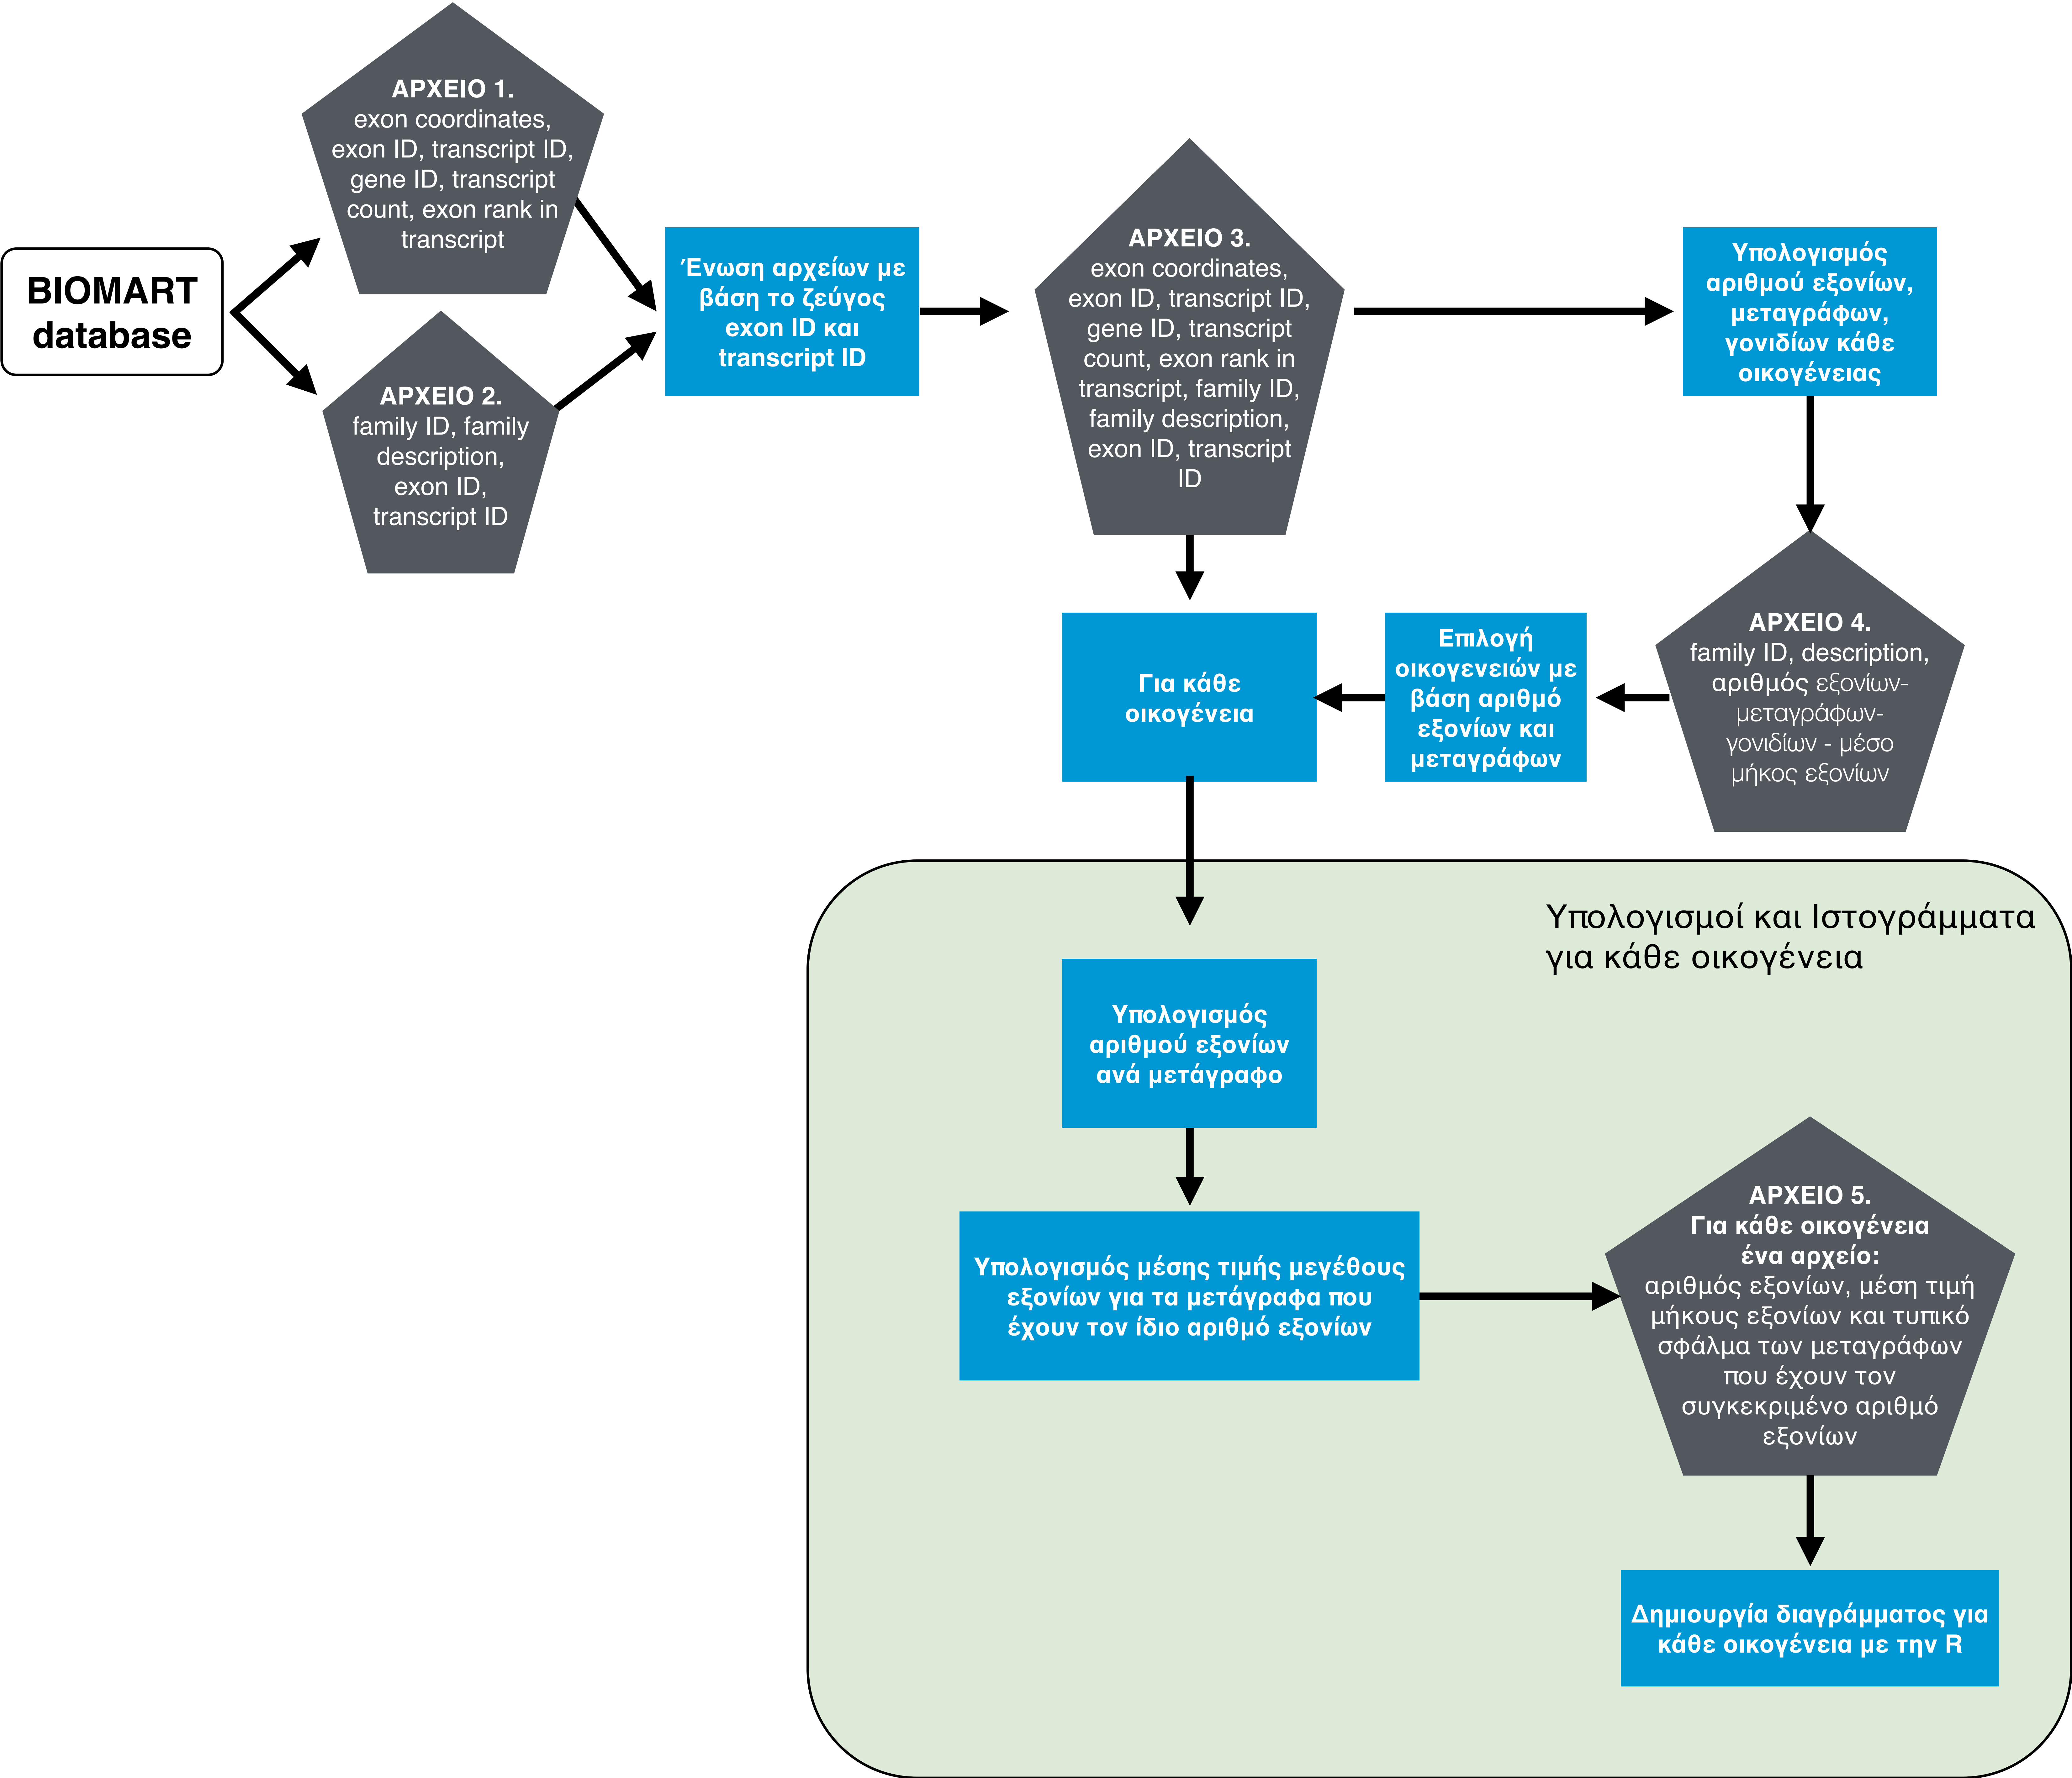 BIOMART
database
ΑΡΧΕΙΟ 1.
exon coordinates,
exon ID, transcript ID,
gene ID, transcript
count, exon rank in
transcript
ΑΡΧΕΙΟ 2.
family ID, family
description,
exon ID,
transcript ID
Ένωση αρχείων με
βάση το ζεύγος
exon ID και
transcript ID
ΑΡΧΕΙΟ 3.
exon coordinates,
exon ID, transcript ID,
gene ID, transcript
count, exon rank in
transcript, family ID,
family description,
exon ID, transcript
ID
Υπολογισμός
αριθμού εξονίων,
μεταγράφων,
γονιδίων κάθε
οικογένειας
ΑΡΧΕΙΟ 4.
family ID, description,
αριθμός εξονίων-
μεταγράφων-
γονιδίων - μέσο
μήκος εξονίων
Επιλογή
οικογενειών με
βάση αριθμό
εξονίων και
μεταγράφων
Για κάθε
οικογένεια
Υπολογισμοί και Ιστογράμματα
για κάθε οικογένεια
Υπολογισμός
αριθμού εξονίων
ανά μετάγραφο
Υπολογισμός μέσης τιμής μεγέθους
εξονίων για τα μετάγραφα που
έχουν τον ίδιο αριθμό εξονίων
ΑΡΧΕΙΟ 5.
Για κάθε οικογένεια
ένα αρχείο:
αριθμός εξονίων, μέση τιμή
μήκους εξονίων και τυπικό
σφάλμα των μεταγράφων
που έχουν τον
συγκεκριμένο αριθμό
εξονίων
Δημιουργία διαγράμματος για
κάθε οικογένεια με την R